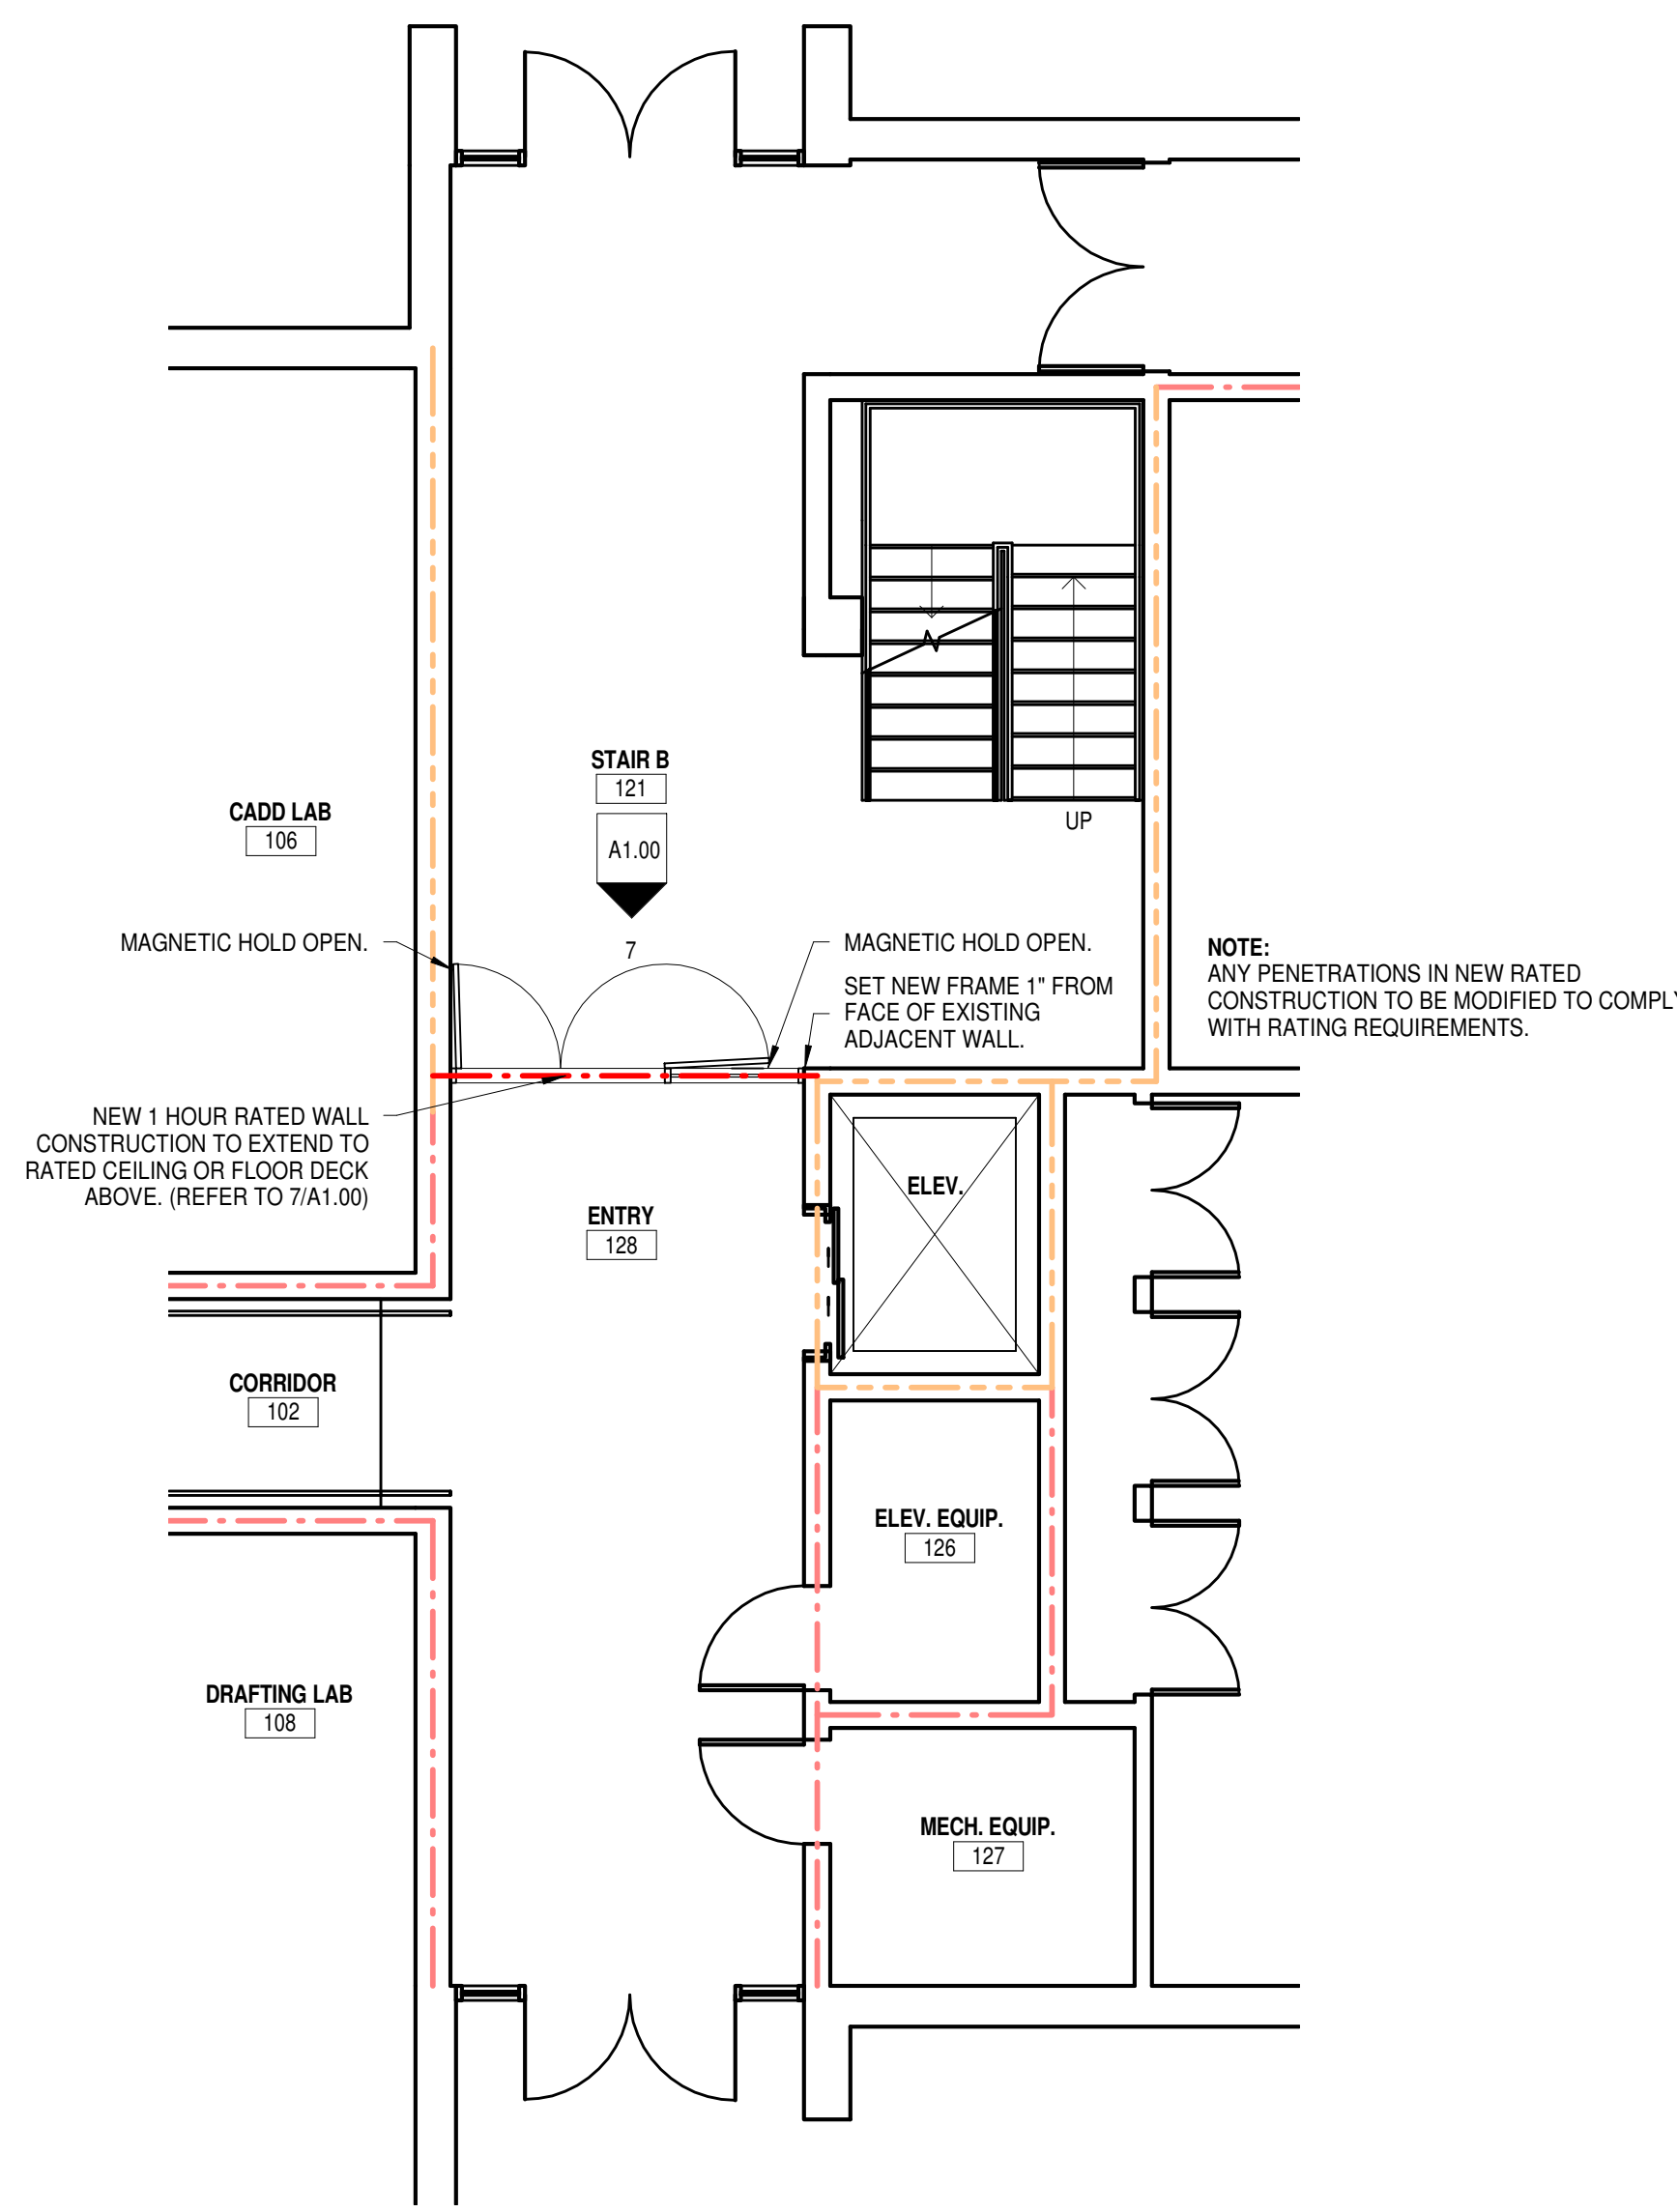 STAIR B
121
A1.00
7
UP
CADD LAB
106
MAGNETIC HOLD OPEN.
MAGNETIC HOLD OPEN.
SET NEW FRAME 1" FROM
FACE OF EXISTING
ADJACENT WALL.
NOTE:
ANY PENETRATIONS IN NEW RATED
CONSTRUCTION TO BE MODIFIED TO COMPLY
WITH RATING REQUIREMENTS.
NEW 1 HOUR RATED WALL
CONSTRUCTION TO EXTEND TO
RATED CEILING OR FLOOR DECK
ABOVE. (REFER TO 7/A1.00)
ELEV.
ENTRY
128
CORRIDOR
102
ELEV. EQUIP.
126
DRAFTING LAB
108
MECH. EQUIP.
127